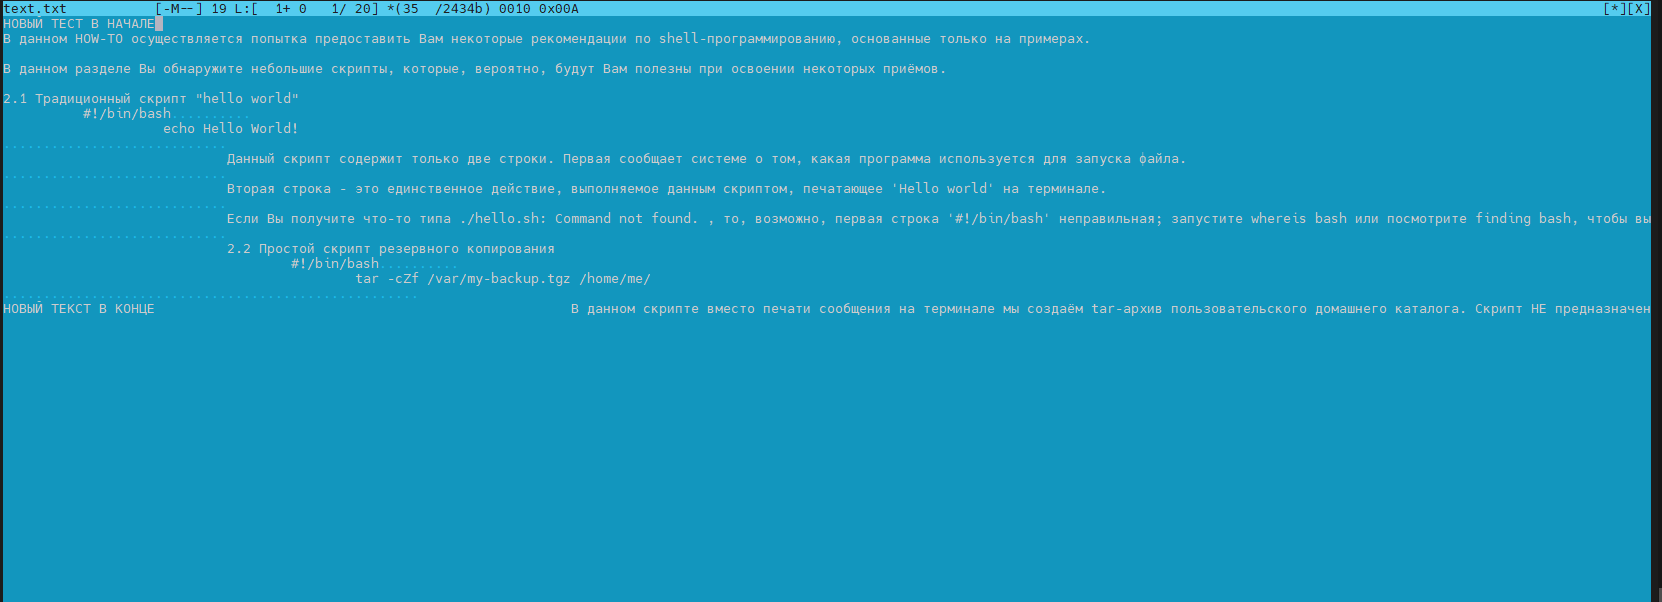 text.txt [-M--] 19 L:[ 1+ 0 1/ 20] *(35 /2434b) 0010 0x00A [*][X]
НОВЫЙ ТЕСТ В НАЧАЛЕ
В данном HOW-TO осуществляется попытка предоставить Вам некоторые рекомендации по shell-программированию, основанные только на примерах.
В данном разделе Вы обнаружите небольшие скрипты, которые, вероятно, будут Вам полезны при освоении некоторых приёмов.
2.1 Традиционный скрипт "hello world"
#!/bin/bash..........
echo Hello World!
............................
Данный скрипт содержит только две строки. Первая сообщает системе о том, какая программа используется для запуска файла.
............................
Вторая строка - это единственное действие, выполняемое данным скриптом, печатающее 'Hello world' на терминале.
............................
Если Вы получите что-то типа ./hello.sh: Command not found. , то, возможно, первая строка '#!/bin/bash' неправильная; запустите whereis bash или посмотрите finding bash, чтобы вы
............................
2.2 Простой скрипт резервного копирования
#!/bin/bash..........
tar -cZf /var/my-backup.tgz /home/me/
....................................................
НОВЫЙ ТЕКСТ В КОНЦЕ В данном скрипте вместо печати сообщения на терминале мы создаём tar-архив пользовательского домашнего каталога. Скрипт НЕ предназначен